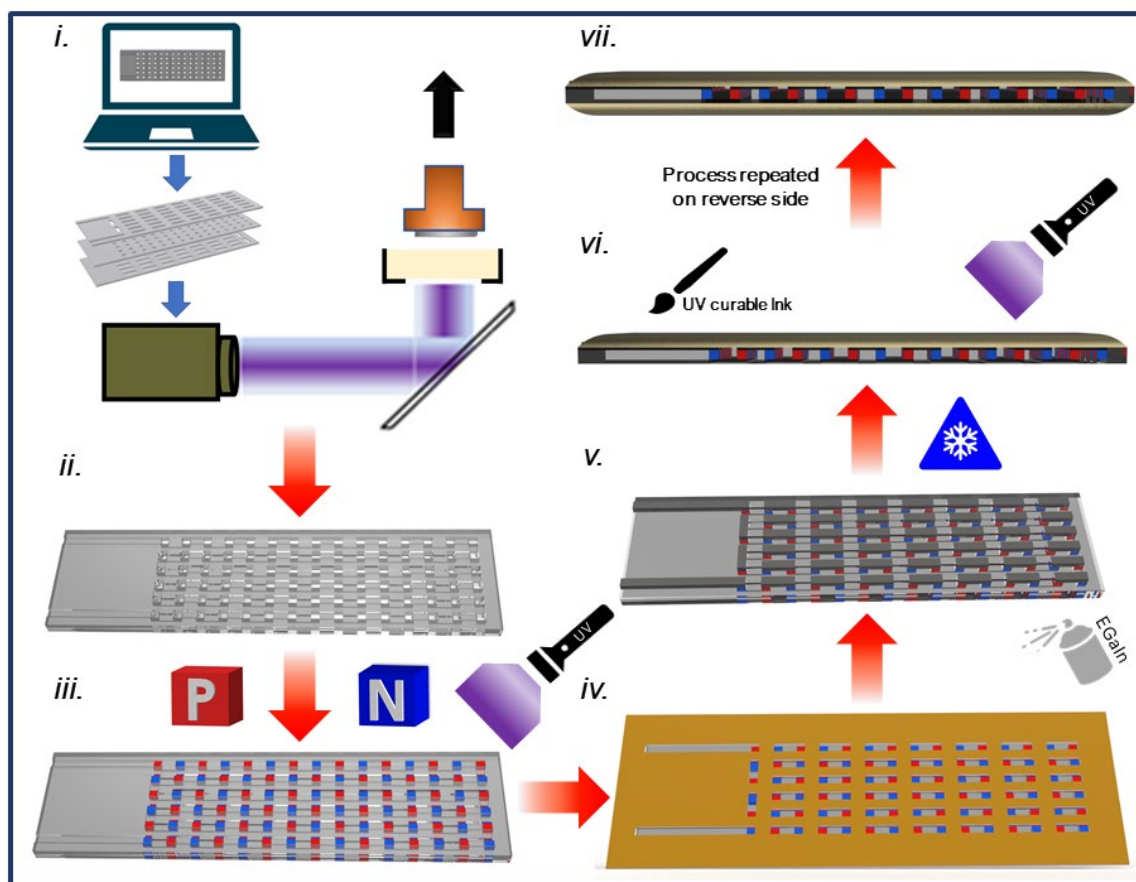 i.
ii.
P
N
UV
iii.
iv.
EGaIn
v.
vi.
UV curable Ink
UV
Process repeated
on reverse side
vii.